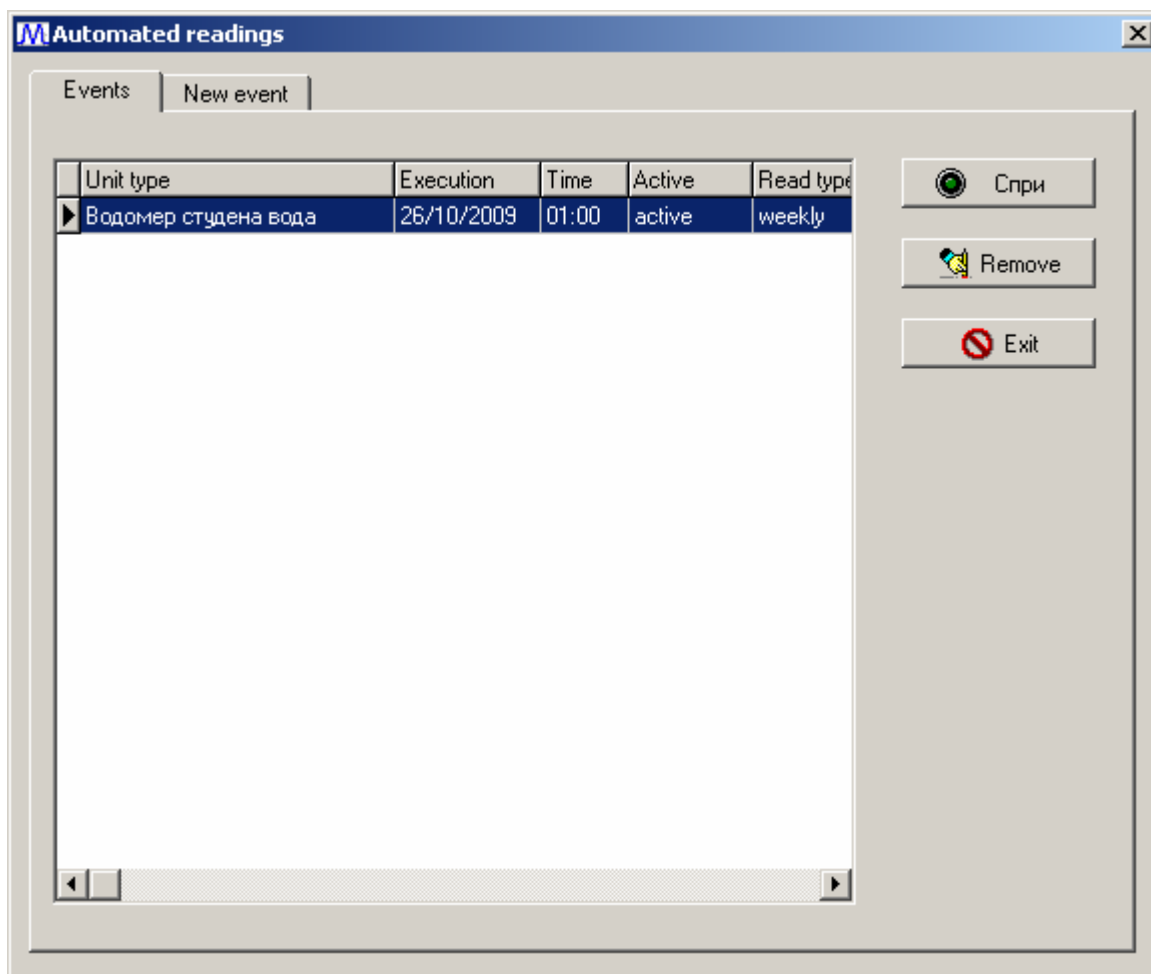 Automated readings
Events New event
Unit type Execution Time Active Read type
Водомер студена вода 26/10/2009 01:00 active weekly
Спри
Remove
Exit